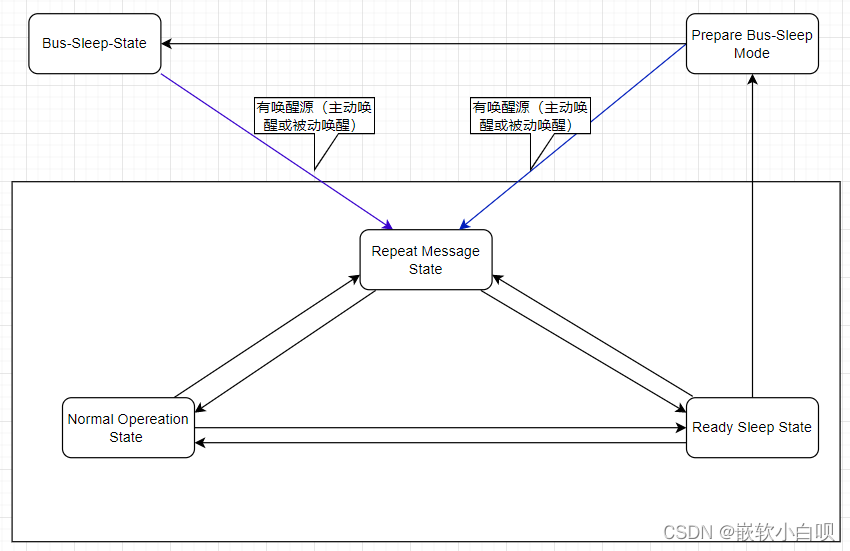 Bus-Sleep-State
Prepare Bus-Sleep
Mode
有唤醒源（主动唤
醒或被动唤醒）
有唤醒源（主动唤
醒或被动唤醒）
Repeat Message
State
Normal Opereation
State
Ready Sleep State
CSDN @嵌软小白呗